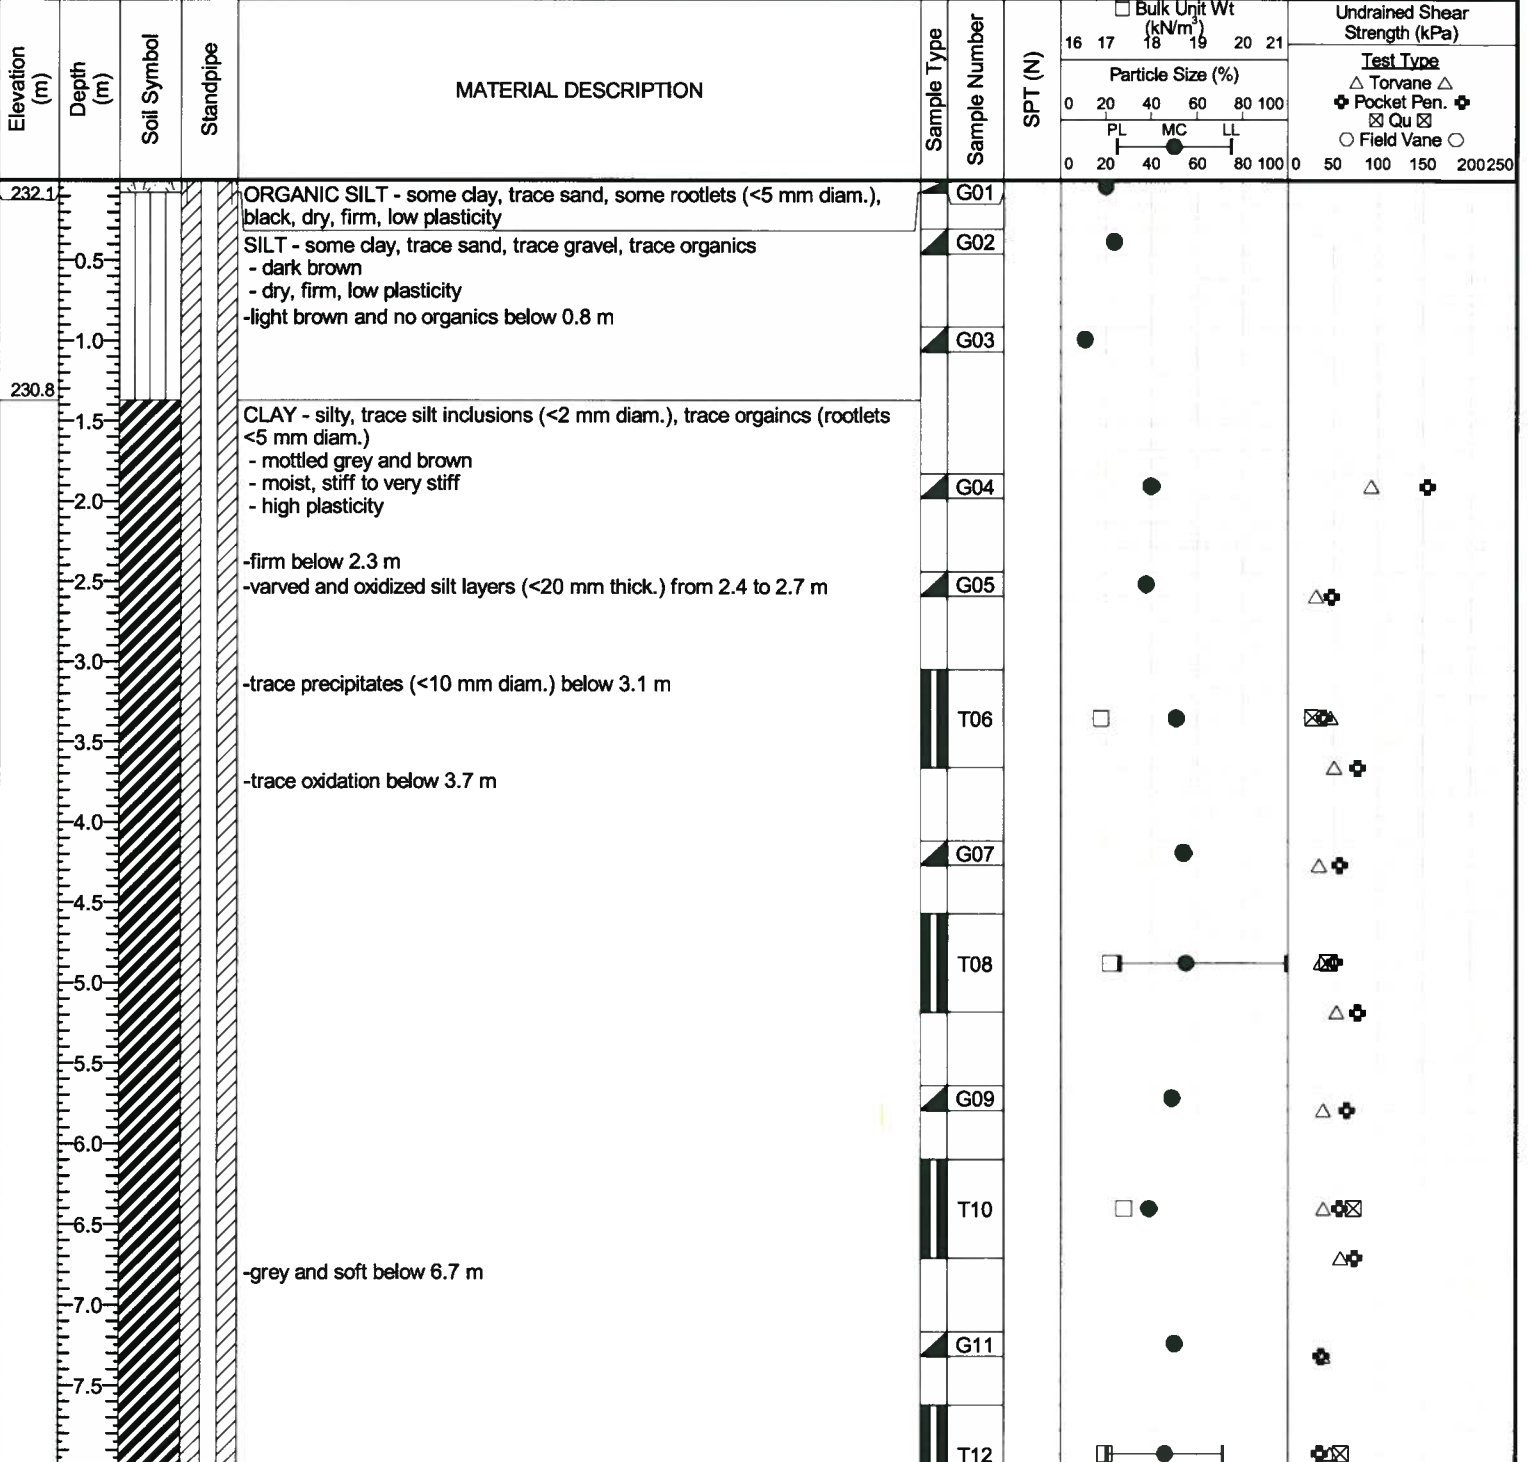 Elevation
(m)
Depth
(m)
Soil Symbol
Standpipe
MATERIAL DESCRIPTION
Sample Type
Sample Number
SPT (N)
Bulk Unit Wt
(kN/m³)
16 17 18 19 20 21
Particle Size (%)
0 20 40 60 80 100
PL MC LL
0 20 40 60 80 100
Undrained Shear
Strength (kPa)
Test Type
Torvane
Pocket Pen.
Qu
Field Vane
0 50 100 150 200 250
232.1
ORGANIC SILT - some clay, trace sand, some rootlets (<5 mm diam.),
black, dry, firm, low plasticity
G01
SILT - some clay, trace sand, trace gravel, trace organics
G02
0.5
- dark brown
- dry, firm, low plasticity
-light brown and no organics below 0.8 m
1.0
G03
230.8
CLAY - silty, trace silt inclusions (<2 mm diam.), trace orgaincs (rootlets
1.5
<5 mm diam.)
- mottled grey and brown
- moist, stiff to very stiff
G04
2.0
- high plasticity
-firm below 2.3 m
2.5
-varved and oxidized silt layers (<20 mm thick.) from 2.4 to 2.7 m
G05
3.0
-trace precipitates (<10 mm diam.) below 3.1 m
T06
3.5
-trace oxidation below 3.7 m
4.0
G07
4.5
T08
5.0
5.5
G09
6.0
T10
6.5
-grey and soft below 6.7 m
7.0
G11
7.5
T12